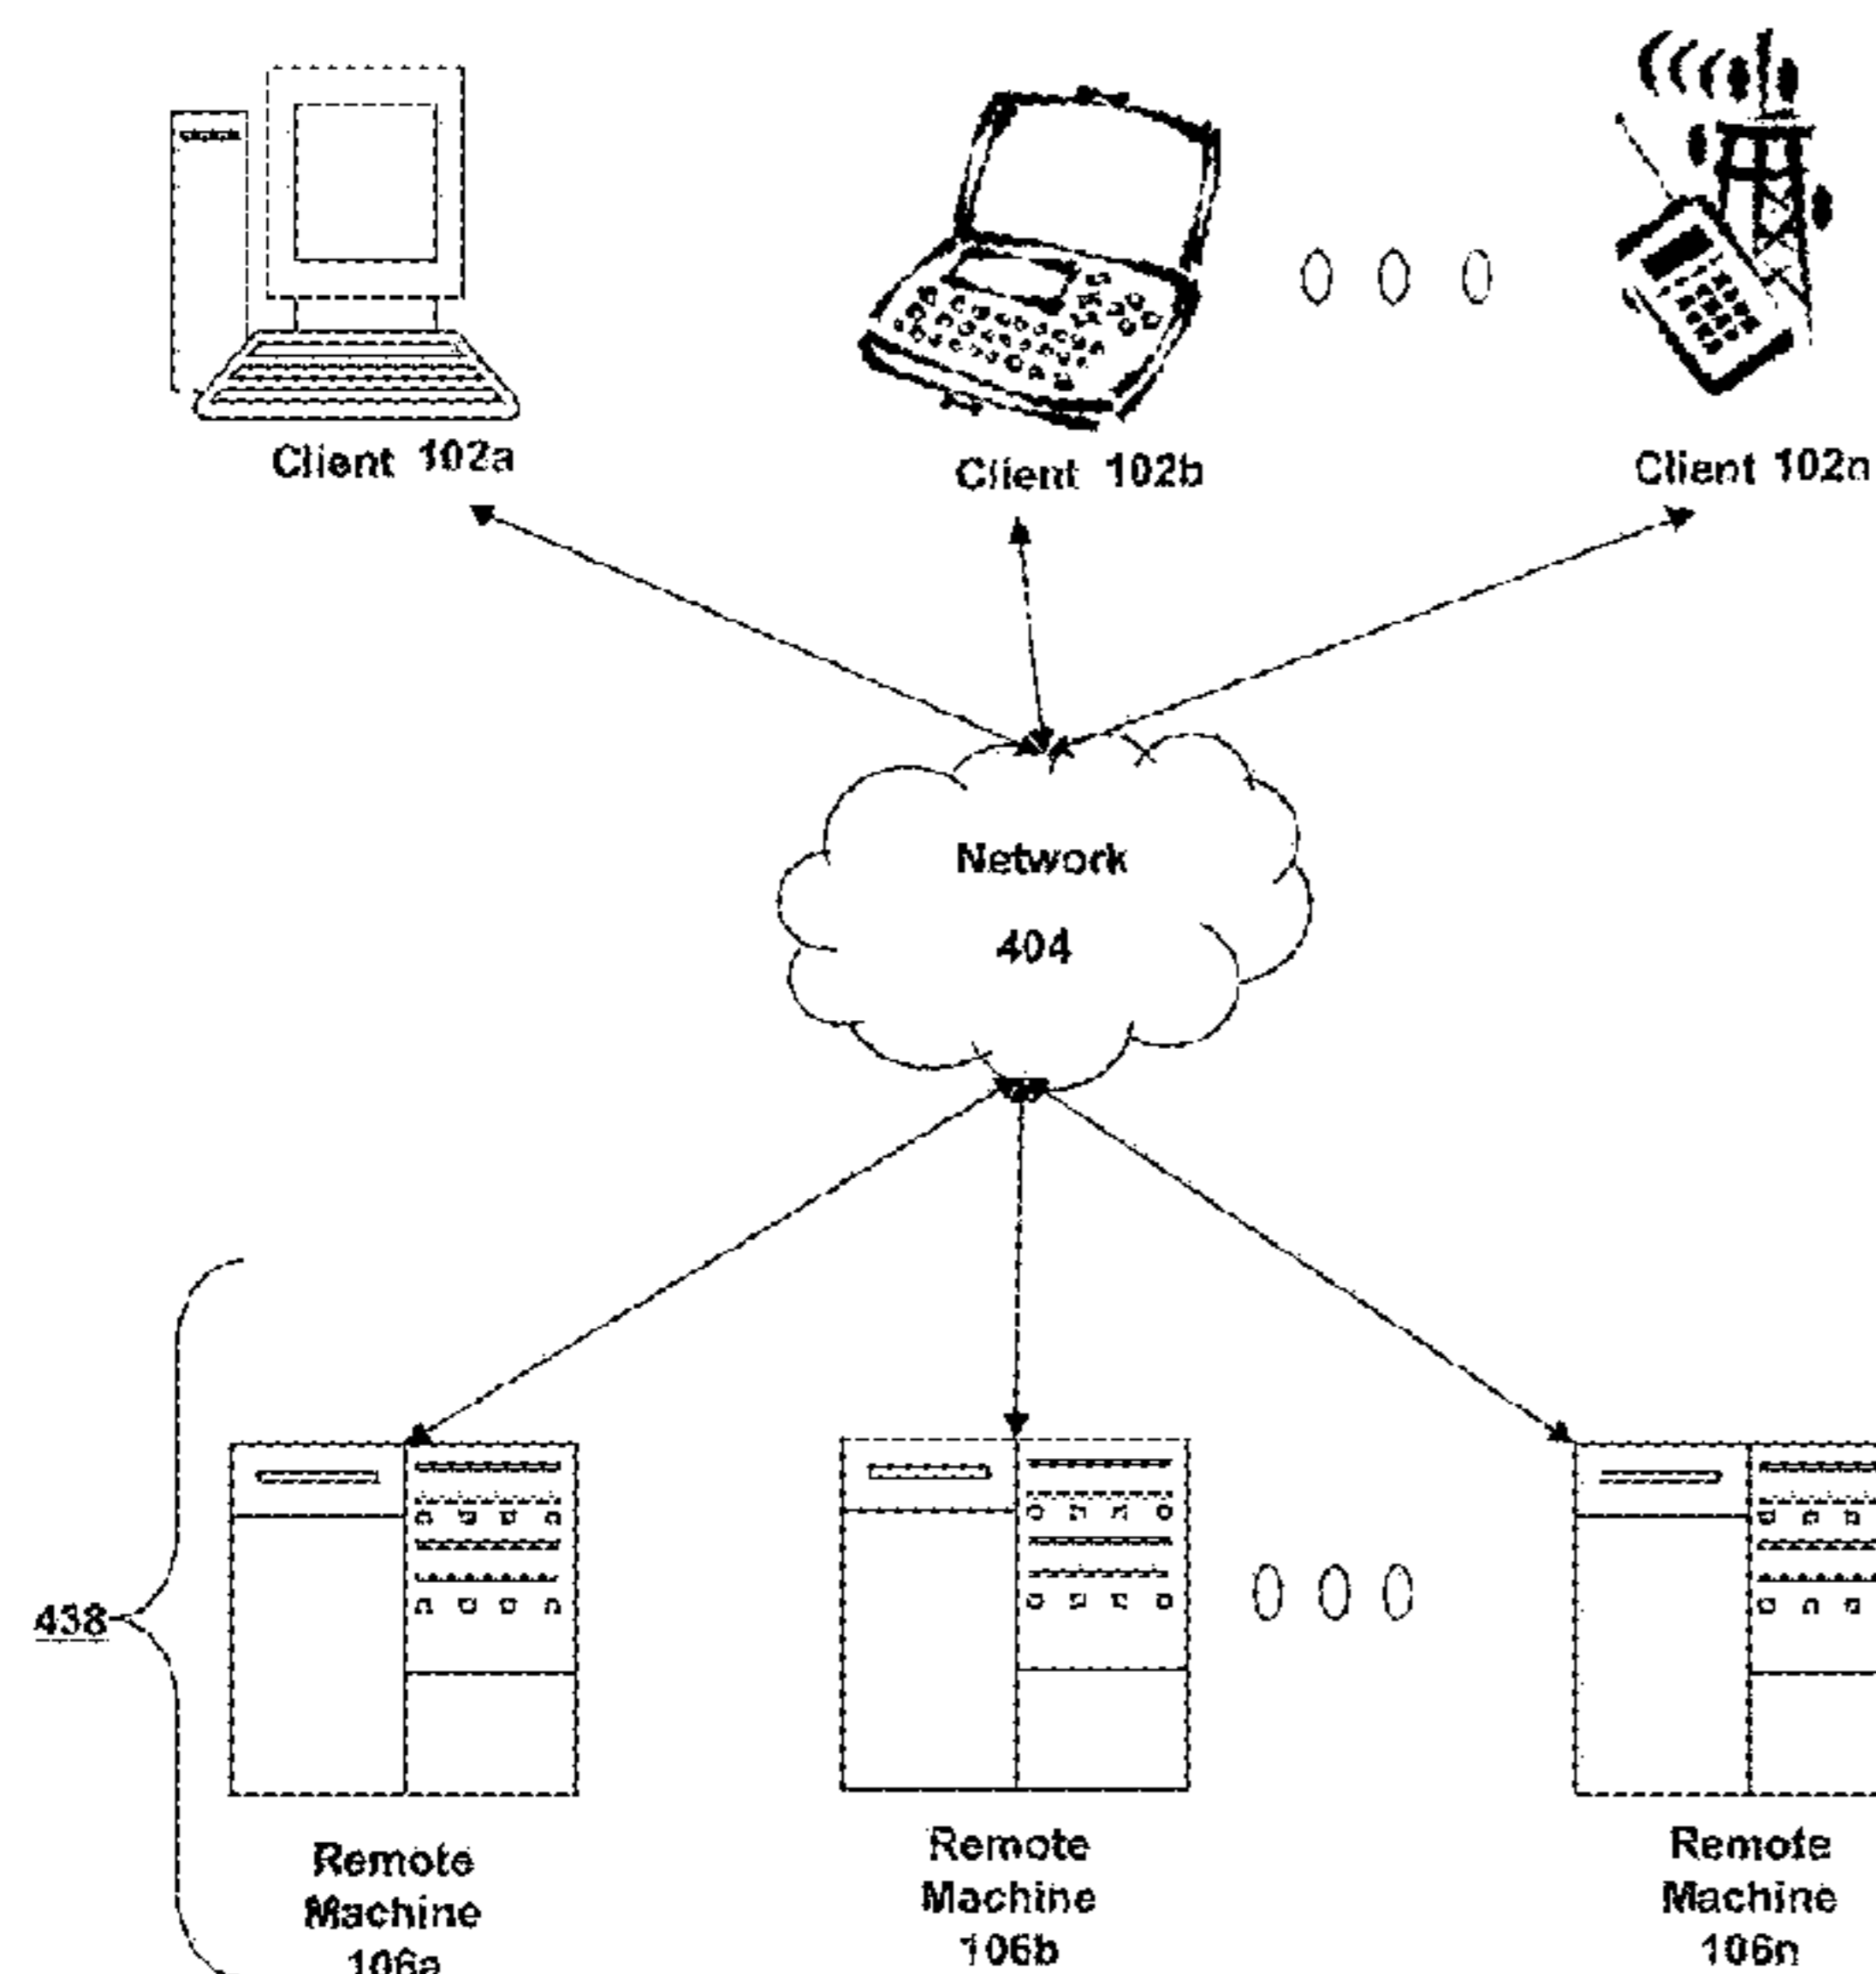 Client 102a
Client 102b
Client 102n
Network
404
438
Remote
Machine
106a
Remote
Machine
106b
Remote
Machine
106n